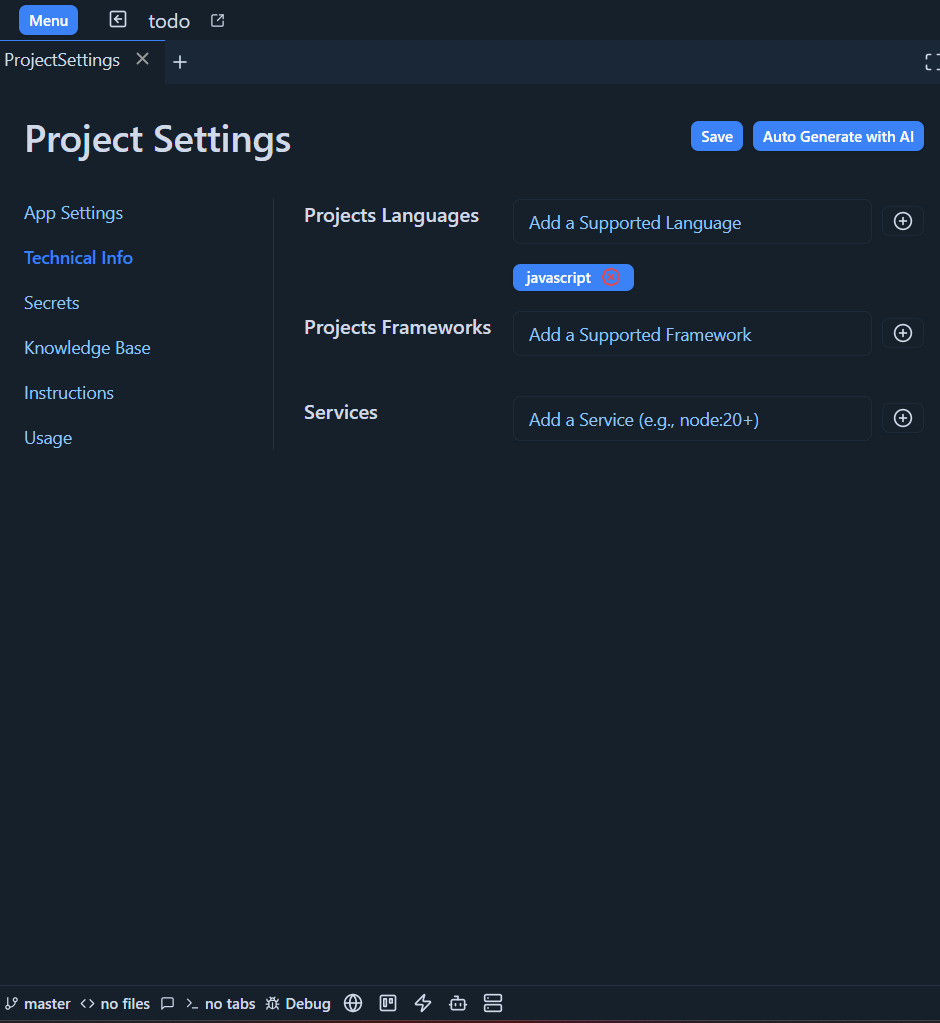 Menu todo
ProjectSettings
Project Settings
Save Auto Generate with AI
App Settings
Technical Info
Secrets
Knowledge Base
Instructions
Usage
Projects Languages Add a Supported Language
javascript
Projects Frameworks Add a Supported Framework
Services Add a Service (e.g., node:20+)
master no files no tabs Debug